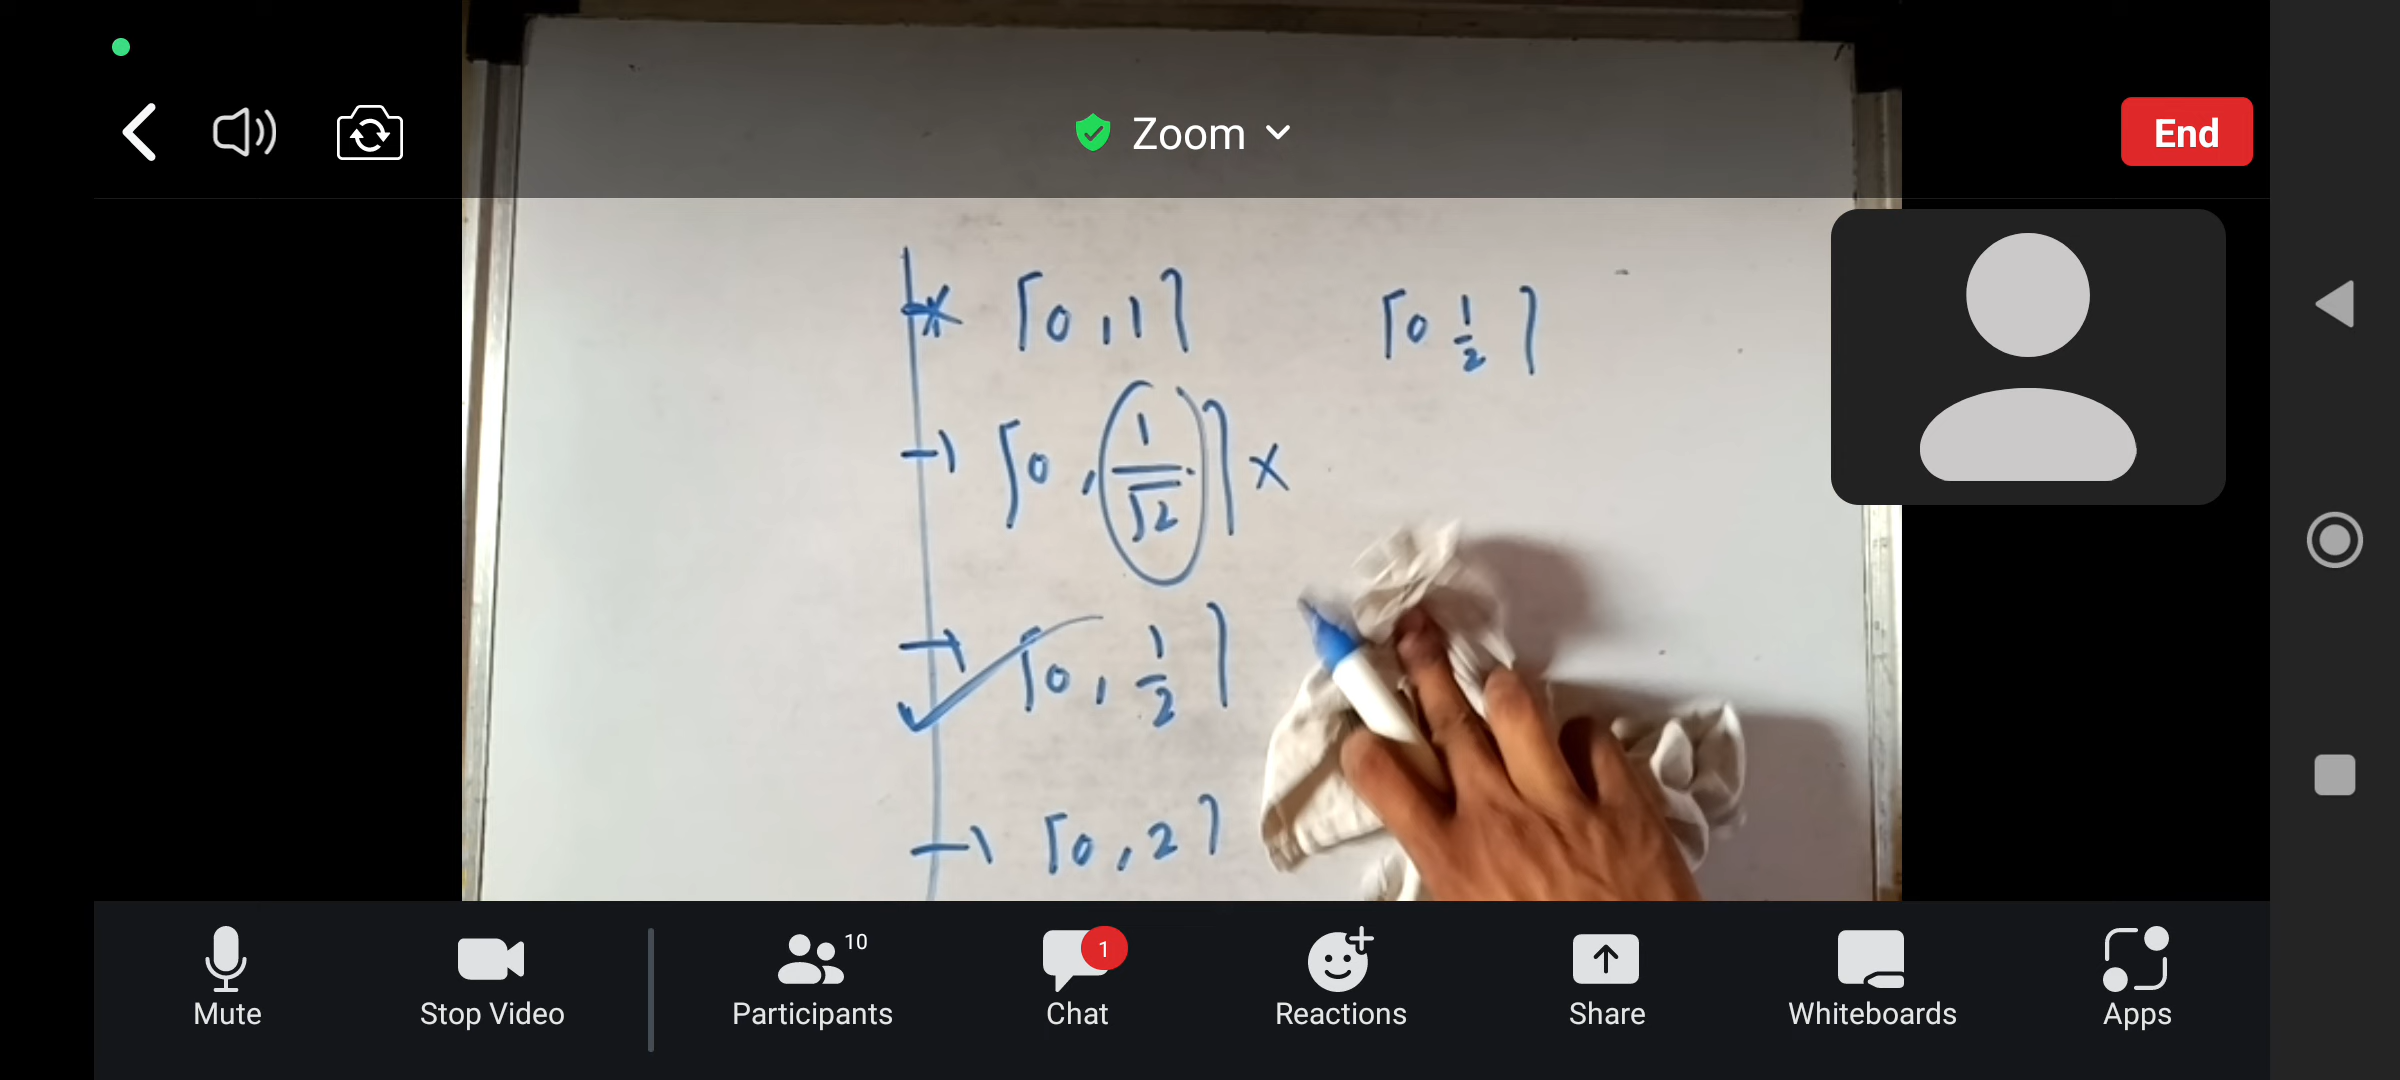 Zoom
End
[0, 1]
[0 1/2]
[0, 1/√2] ×
[0, 1/2]
[0, 2]
10
1
Mute
Stop Video
Participants
Chat
Reactions
Share
Whiteboards
Apps